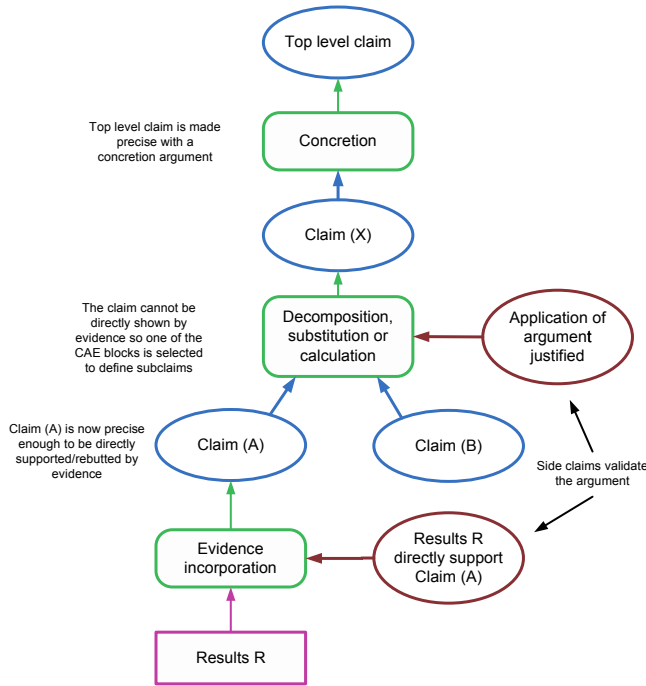 Top level claim
Top level claim is made
precise with a
concretion argument
Concretion
Claim (X)
The claim cannot be
directly shown by
evidence so one of the
CAE blocks is selected
to define subclaims
Decomposition,
substitution or
calculation
Application of
argument
justified
Claim (A) is now precise
enough to be directly
supported/rebutted by
evidence
Claim (A)
Claim (B)
Side claims validate
the argument
Evidence
incorporation
Results R
directly support
Claim (A)
Results R